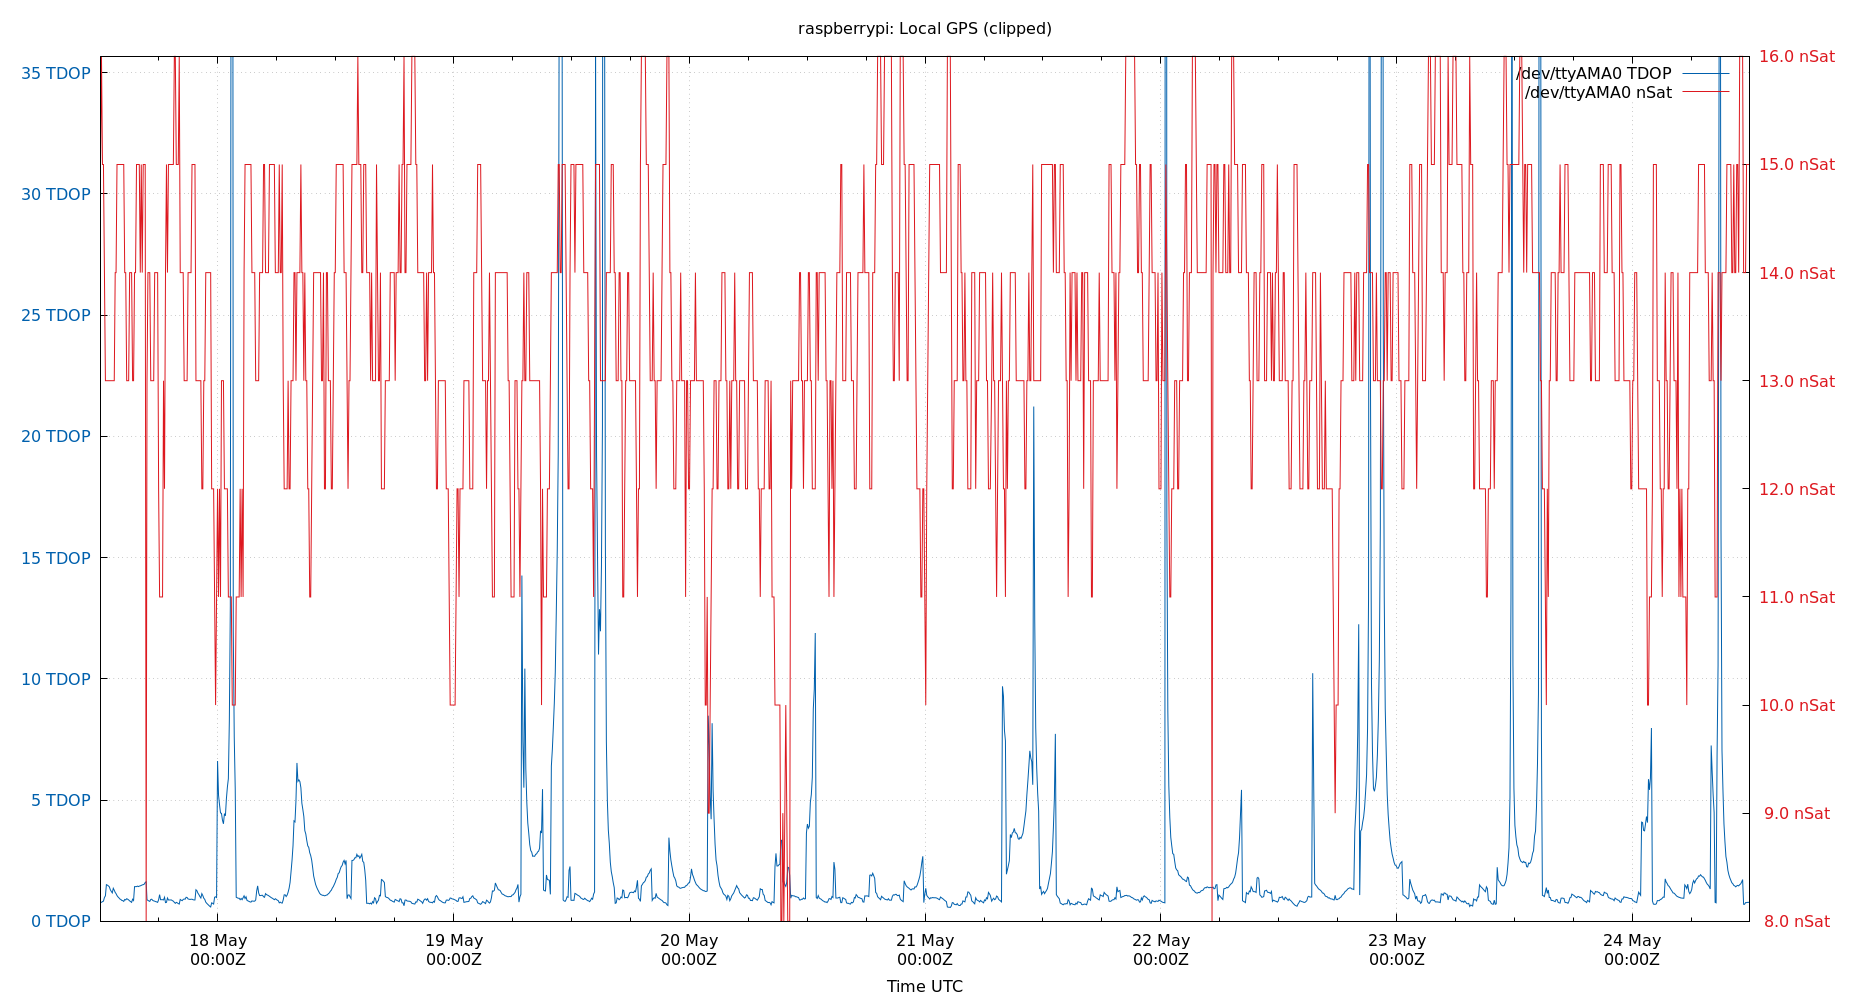 raspberrypi: Local GPS (clipped)
/dev/ttyAMA0 TDOP
/dev/ttyAMA0 nSat
35 TDOP
30 TDOP
25 TDOP
20 TDOP
15 TDOP
10 TDOP
5 TDOP
0 TDOP
16.0 nSat
15.0 nSat
14.0 nSat
13.0 nSat
12.0 nSat
11.0 nSat
10.0 nSat
9.0 nSat
8.0 nSat
18 May 19 May 20 May 21 May 22 May 23 May 24 May
00:00Z 00:00Z 00:00Z 00:00Z 00:00Z 00:00Z 00:00Z
Time UTC